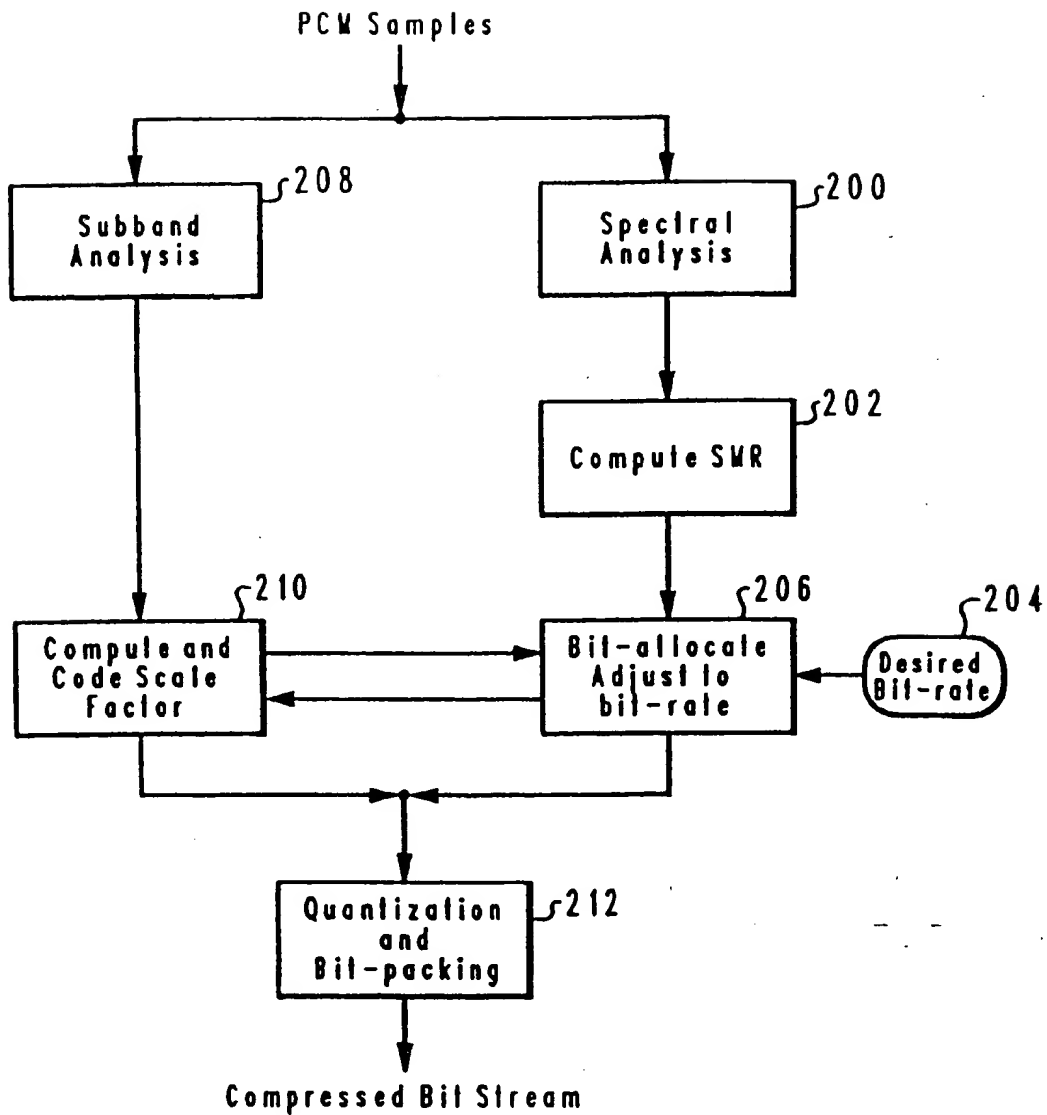 PCM Samples
208
Subband
Analysis
200
Spectral
Analysis
202
Compute SMR
210
Compute and
Code Scale
Factor
206
Bit-allocate
Adjust to
bit-rate
204
Desired
Bit-rate
Quantization
and
Bit-packing
212
Compressed Bit Stream